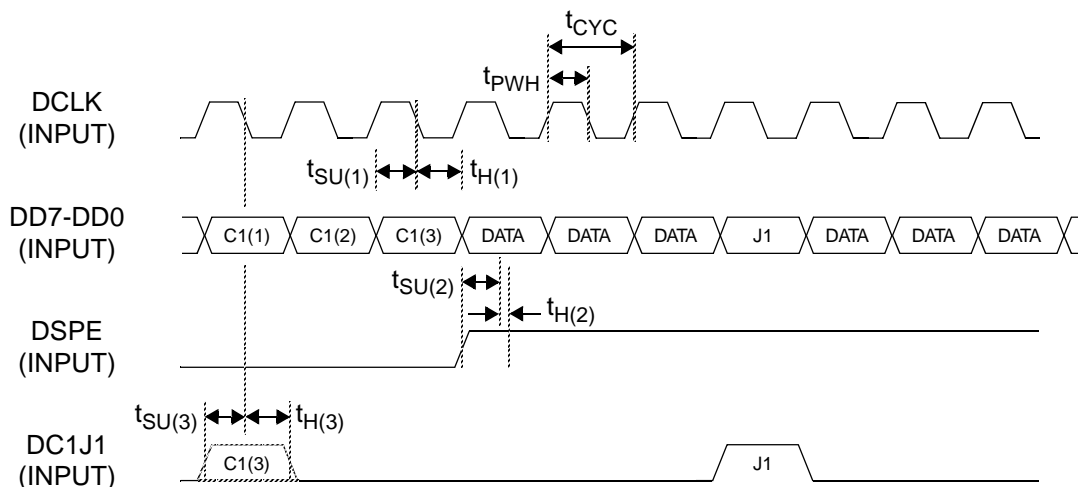 tCYC
tPWH
DCLK
(INPUT)
tSU(1)
tH(1)
DD7-DD0
(INPUT)
C1(1)
C1(2)
C1(3)
DATA
DATA
DATA
J1
DATA
DATA
DATA
tSU(2)
tH(2)
DSPE
(INPUT)
tSU(3)
tH(3)
DC1J1
(INPUT)
C1(3)
J1